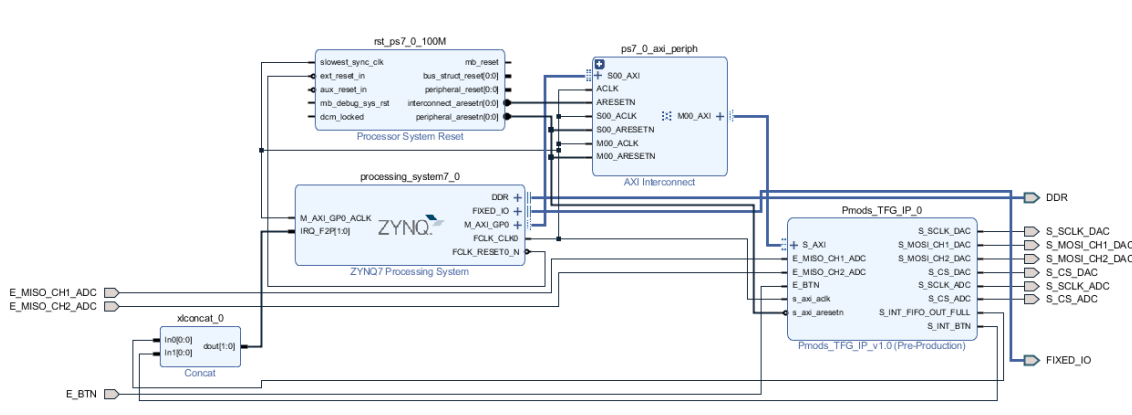 rst_ps7_0_100M
slowest_sync_clk
ext_reset_in
aux_reset_in
mb_debug_sys_rst
dcm_locked
mb_reset
bus_struct_reset[0:0]
peripheral_reset[0:0]
interconnect_aresetn[0:0]
peripheral_aresetn[0:0]
Processor System Reset
ps7_0_axi_periph
S00_AXI
ACLK
ARESETN
S00_ACLK
S00_ARESETN
M00_ACLK
M00_ARESETN
M00_AXI
AXI Interconnect
processing_system7_0
M_AXI_GP0_ACLK
IRQ_F2P[1:0]
ZYNQ
DDR
FIXED_IO
M_AXI_GP0
FCLK_CLK0
FCLK_RESET0_N
ZYNQ7 Processing System
Pmods_TFG_IP_0
S_AXI
E_MISO_CH1_ADC
E_MISO_CH2_ADC
E_BTN
s_axi_aclk
s_axi_aresetn
S_SCLK_DAC
S_MOSI_CH1_DAC
S_MOSI_CH2_DAC
S_CS_DAC
S_SCLK_ADC
S_CS_ADC
S_INT_FIFO_OUT_FULL
S_INT_BTN
Pmods_TFG_IP_v1.0 (Pre-Production)
DDR
S_SCLK_DAC
S_MOSI_CH1_DAC
S_MOSI_CH2_DAC
S_CS_DAC
S_SCLK_ADC
S_CS_ADC
FIXED_IO
E_MISO_CH1_ADC
E_MISO_CH2_ADC
xlconcat_0
In0[0:0]
In1[0:0]
dout[1:0]
Concat
E_BTN